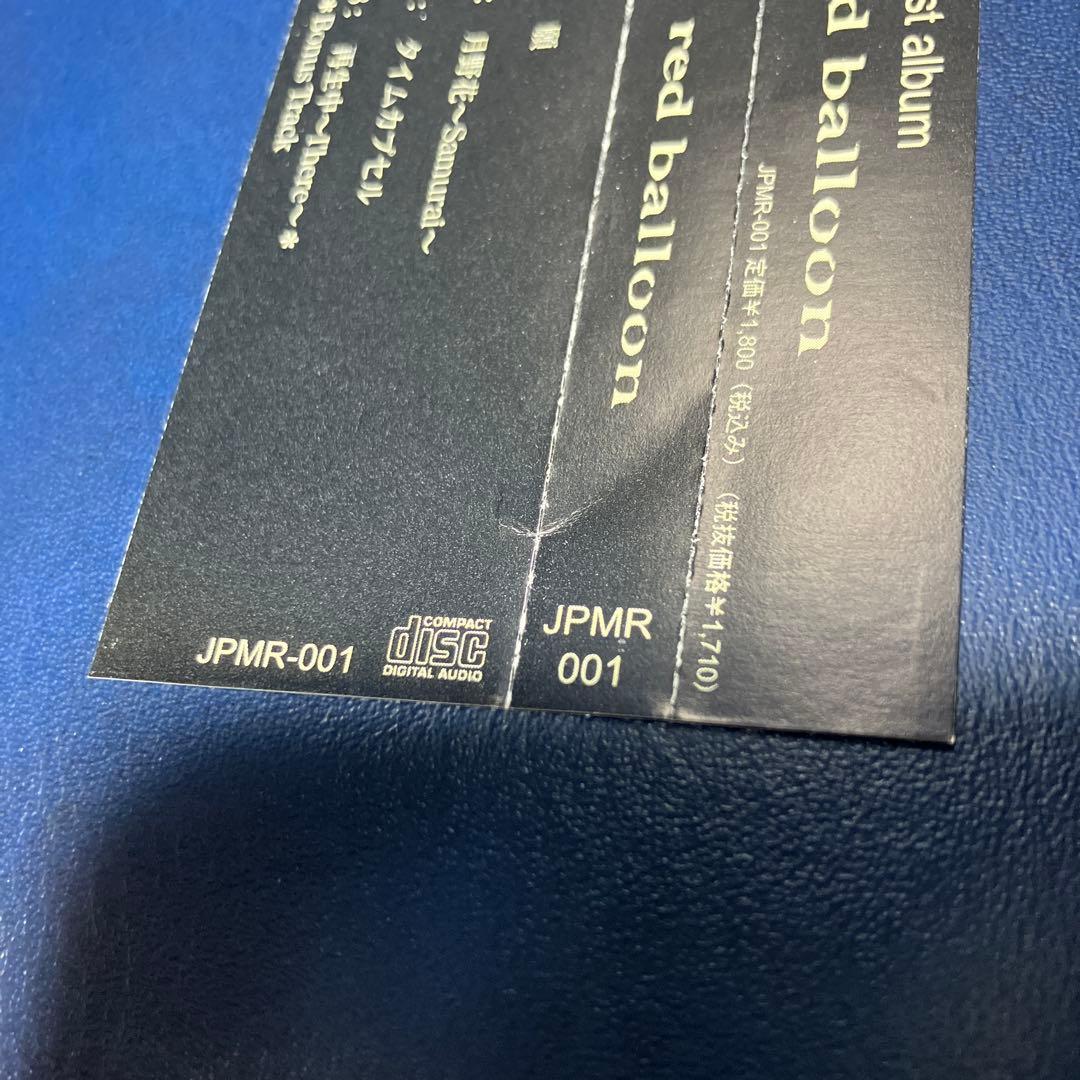 st album
d balloon
JPMR-001 定価¥1,800(税込み) (税抜価格¥1,710)
red balloon
JPMR
001
願
月野花~Samurai~
タイムカプセル
再生中~There~*
*Bonus Track
JPMR-001
COMPACT
disc
DIGITAL AUDIO